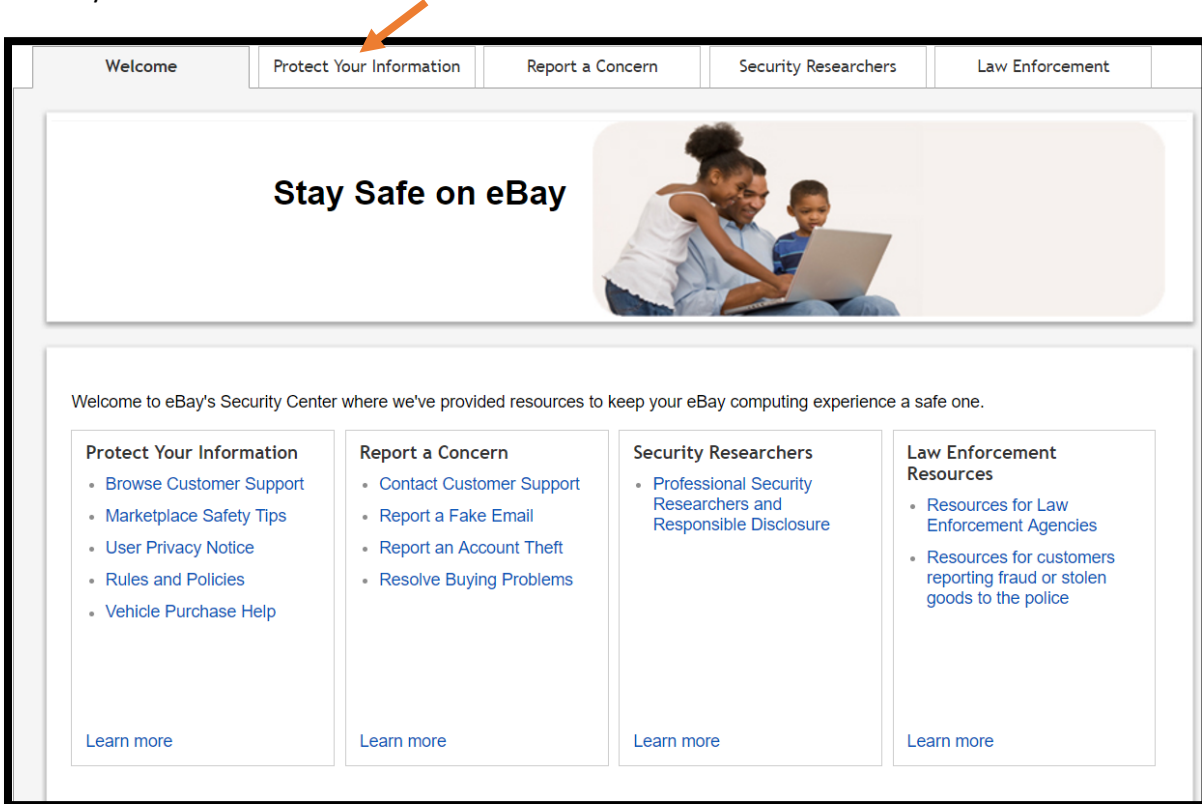 Welcome
Protect Your Information
Report a Concern
Security Researchers
Law Enforcement
Stay Safe on eBay
Welcome to eBay's Security Center where we've provided resources to keep your eBay computing experience a safe one.
Protect Your Information
Browse Customer Support
Marketplace Safety Tips
User Privacy Notice
Rules and Policies
Vehicle Purchase Help
Learn more
Report a Concern
Contact Customer Support
Report a Fake Email
Report an Account Theft
Resolve Buying Problems
Learn more
Security Researchers
Professional Security
Researchers and
Responsible Disclosure
Learn more
Law Enforcement
Resources
Resources for Law
Enforcement Agencies
Resources for customers
reporting fraud or stolen
goods to the police
Learn more